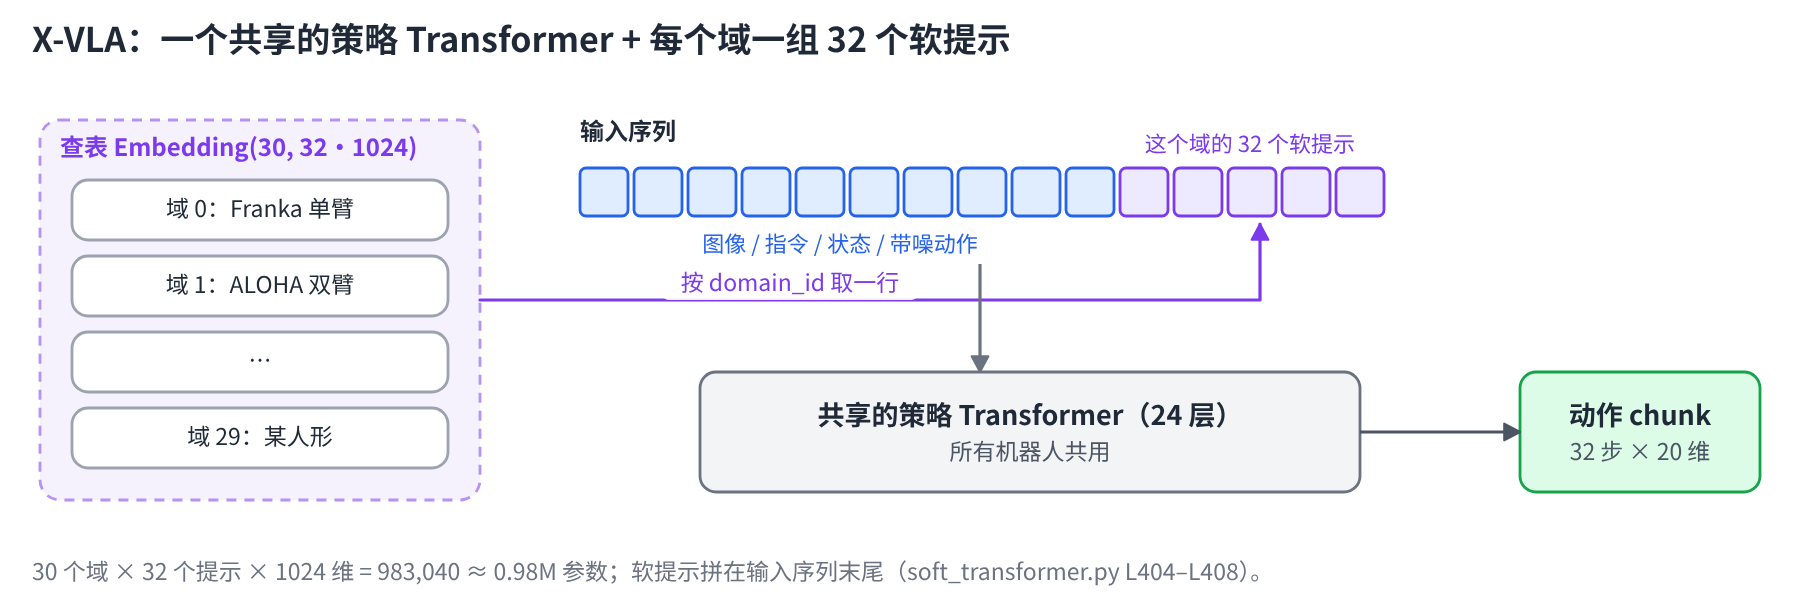 X-VLA：一个共享的策略 Transformer + 每个域一组 32 个软提示
查表 Embedding(30, 32·1024)
域 0：Franka 单臂
域 1：ALOHA 双臂
…
域 29：某人形
输入序列
这个域的 32 个软提示
图像 / 指令 / 状态 / 带噪动作
按 domain_id 取一行
共享的策略 Transformer（24 层）
所有机器人共用
动作 chunk
32 步 × 20 维
30 个域 × 32 个提示 × 1024 维 = 983,040 ≈ 0.98M 参数；软提示拼在输入序列末尾（soft_transformer.py L404–L408）。